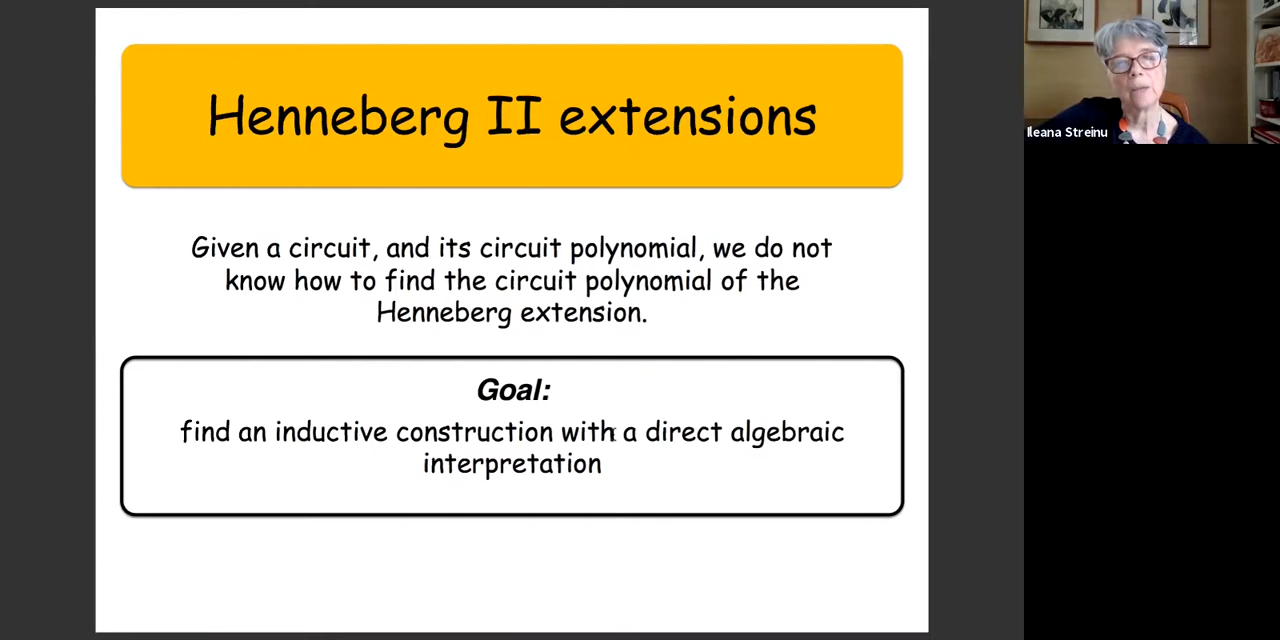 Henneberg II extensions
Given a circuit, and its circuit polynomial, we do not
know how to find the circuit polynomial of the
Henneberg extension.
Goal:
find an inductive construction with a direct algebraic
interpretation
Ileana Streinu